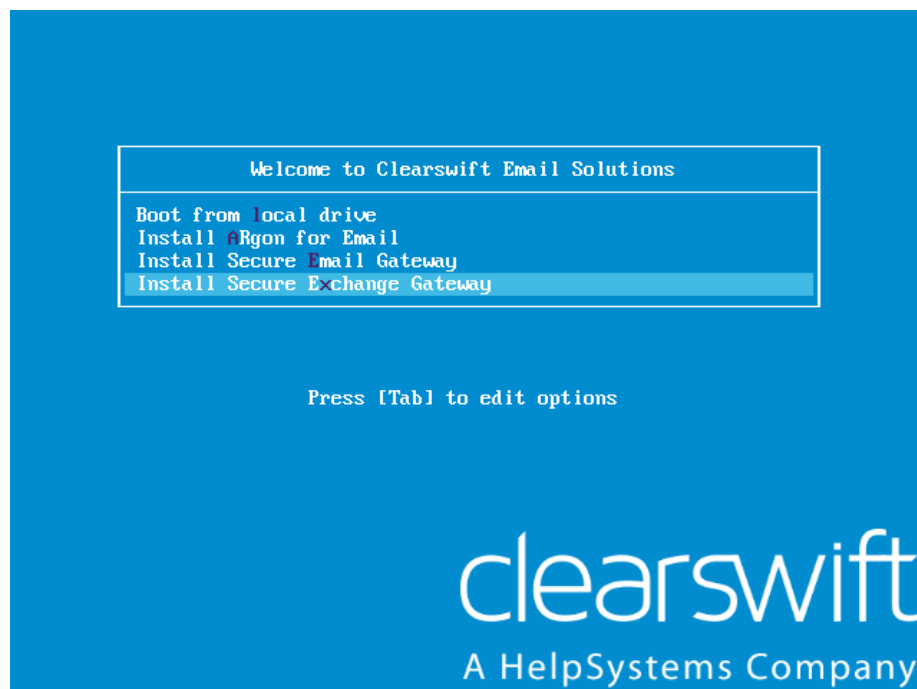 Welcome to Clearswift Email Solutions
Boot from local drive
Install ARgon for Email
Install Secure Email Gateway
Install Secure Exchange Gateway
Press [Tab] to edit options
clearswift
A HelpSystems Company